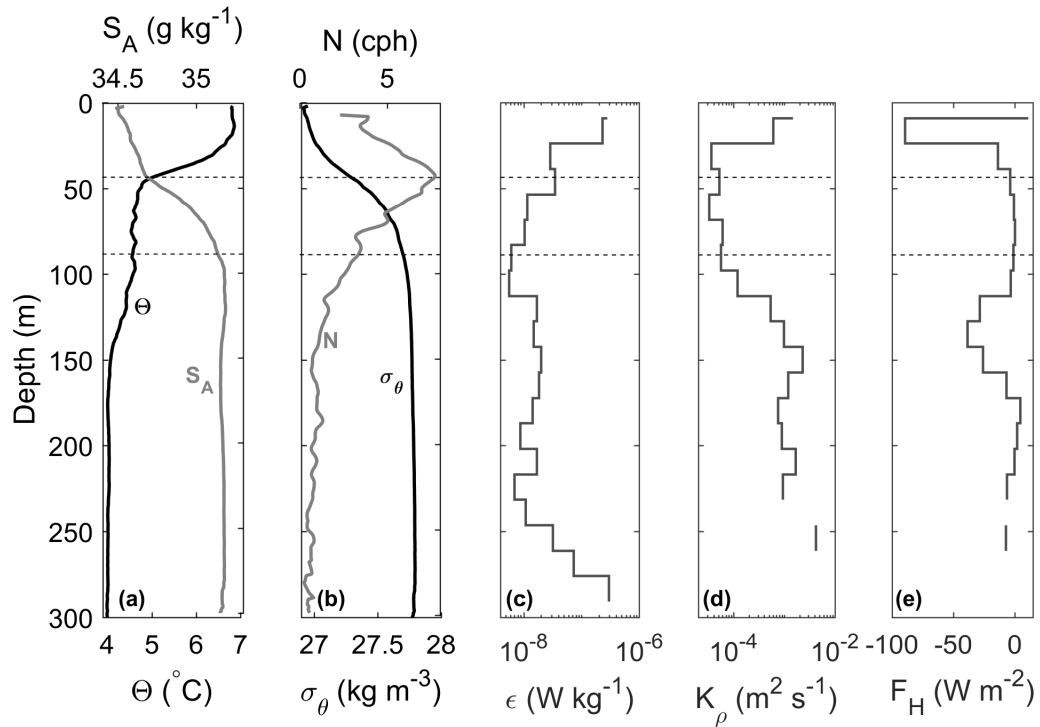 S_A (g kg⁻¹)
34.5 35
N (cph)
0 5
0
50
100
150
200
250
300
Depth (m)
Θ
S_A
(a)
N
σ_θ
(b)
(c)
(d)
(e)
4 5 6 7
27 27.5 28
10⁻⁸ 10⁻⁶
10⁻⁴ 10⁻²
-100 -50 0
Θ (°C)
σ_θ (kg m⁻³)
ϵ (W kg⁻¹)
K_ρ (m² s⁻¹)
F_H (W m⁻²)